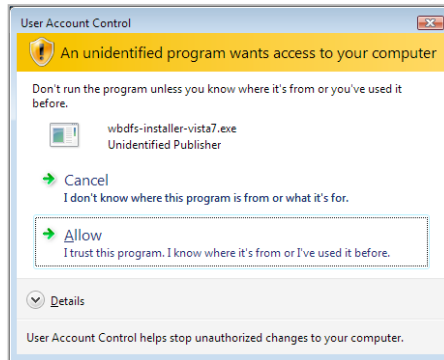 User Account Control
An unidentified program wants access to your computer
Don't run the program unless you know where it's from or you've used it
before.
wbdfs-installer-vista7.exe
Unidentified Publisher
Cancel
I don't know where this program is from or what it's for.
Allow
I trust this program. I know where it's from or I've used it before.
Details
User Account Control helps stop unauthorized changes to your computer.